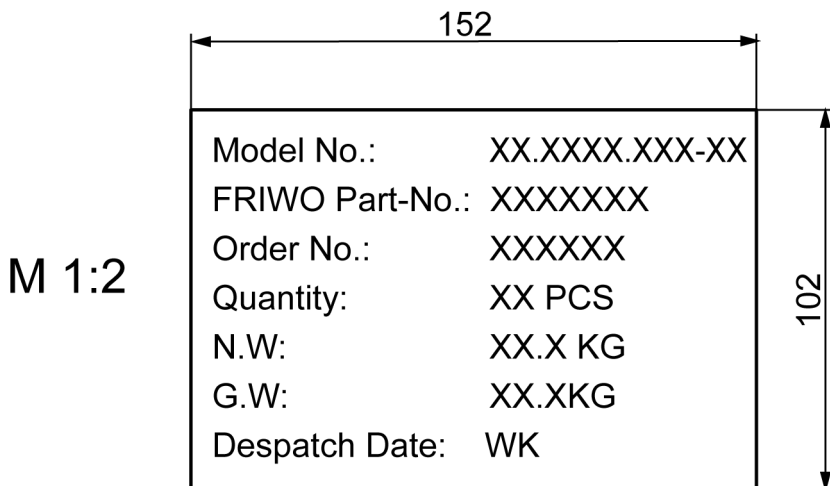 152
Model No.: XX.XXXX.XXX-XX
FRIWO Part-No.: XXXXXXX
Order No.: XXXXXX
M 1:2
Quantity: XX PCS
102
N.W: XX.X KG
G.W: XX.XKG
Despatch Date: WK